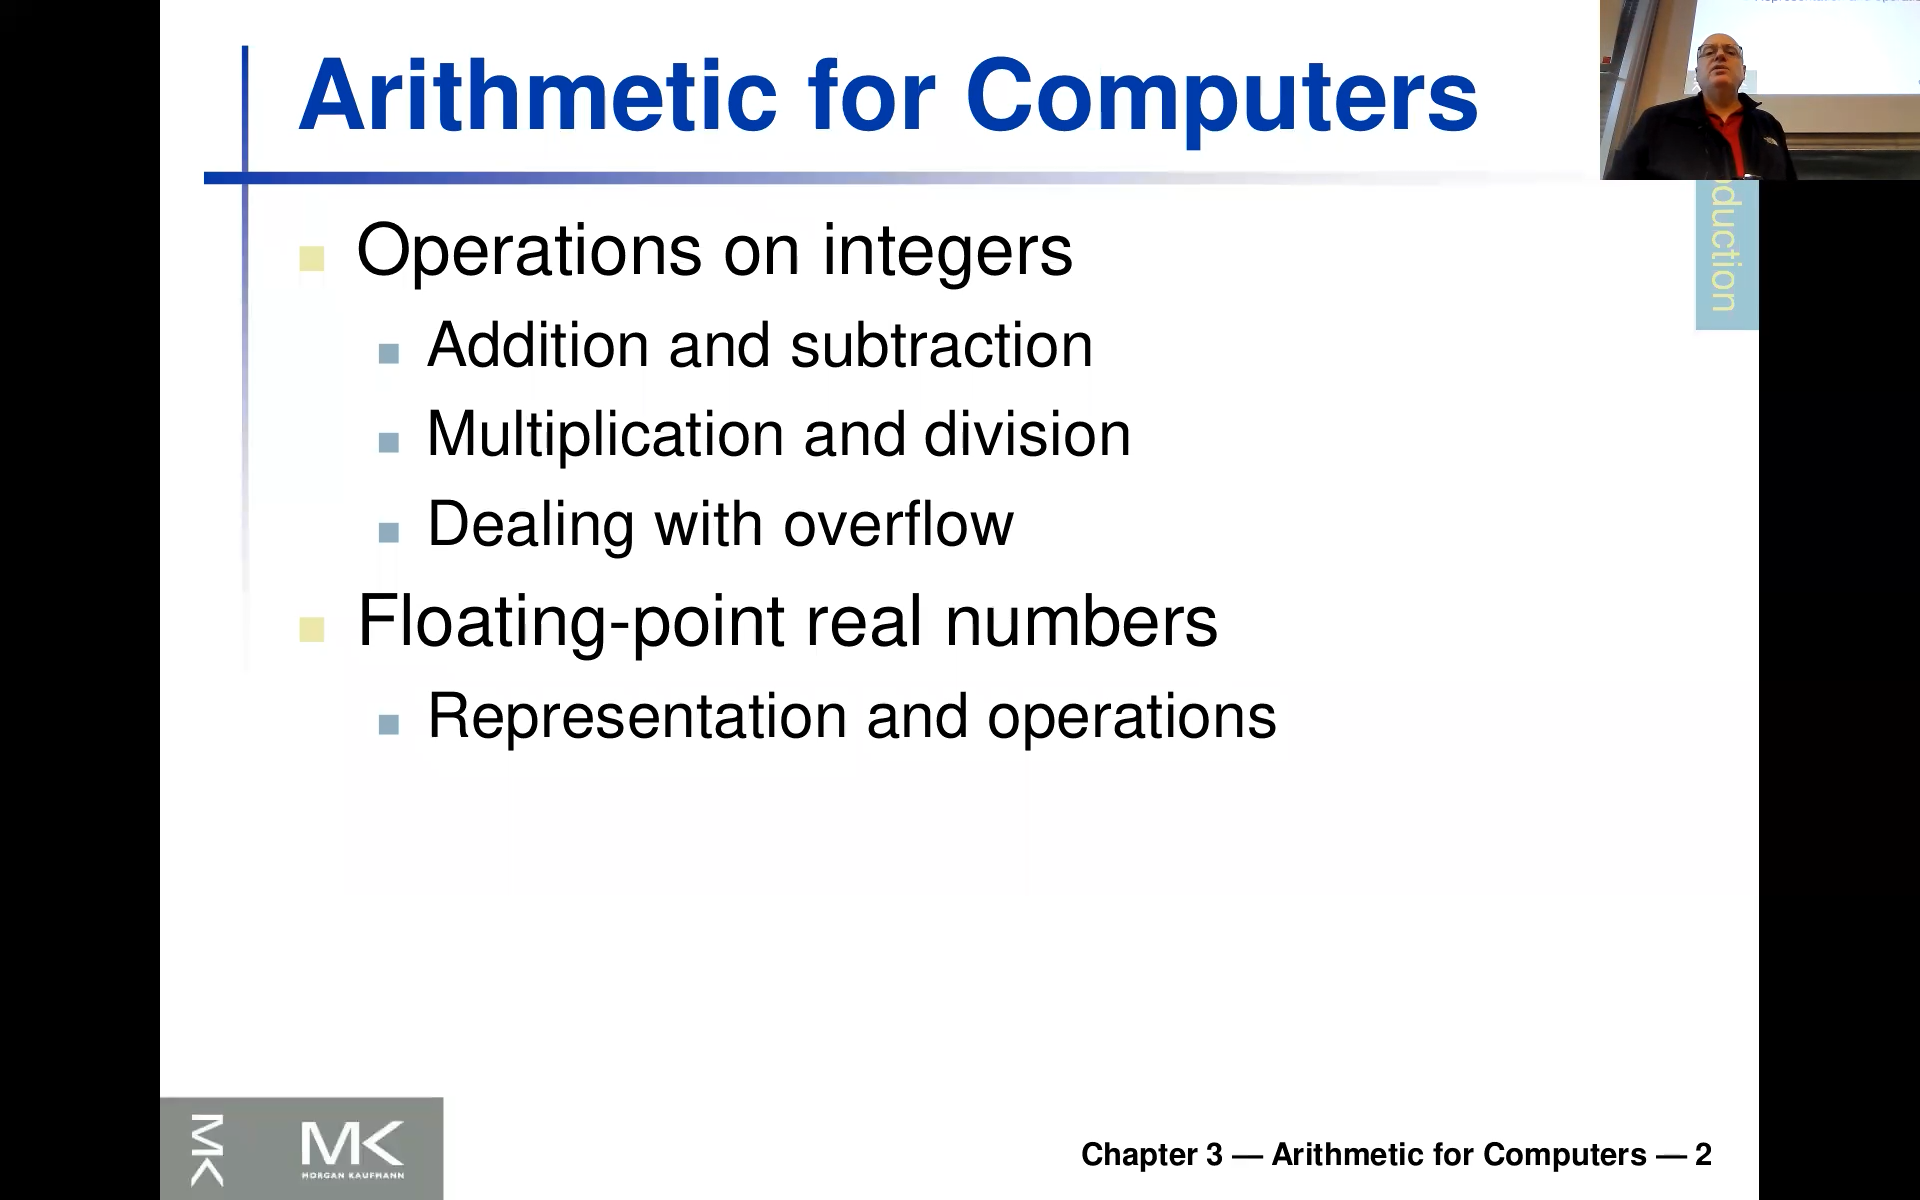 Arithmetic for Computers
Operations on integers
Addition and subtraction
Multiplication and division
Dealing with overflow
Floating-point real numbers
Representation and operations
duction
MK
MK
MORGAN KAUFMANN
Chapter 3 — Arithmetic for Computers — 2